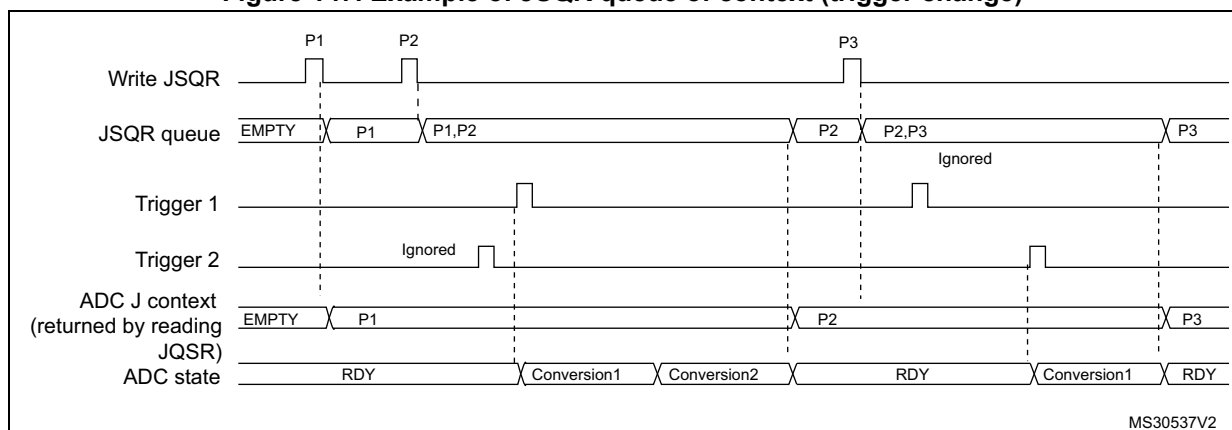 Figure 111. Example of JSQR queue of context (trigger change)
P1 P2 P3
Write JSQR
JSQR queue EMPTY P1 P1,P2 P2 P2,P3 P3
Ignored
Trigger 1
Ignored
Trigger 2
ADC J context
(returned by reading EMPTY P1 P2 P3
JQSR)
ADC state RDY Conversion1 Conversion2 RDY Conversion1 RDY
MS30537V2